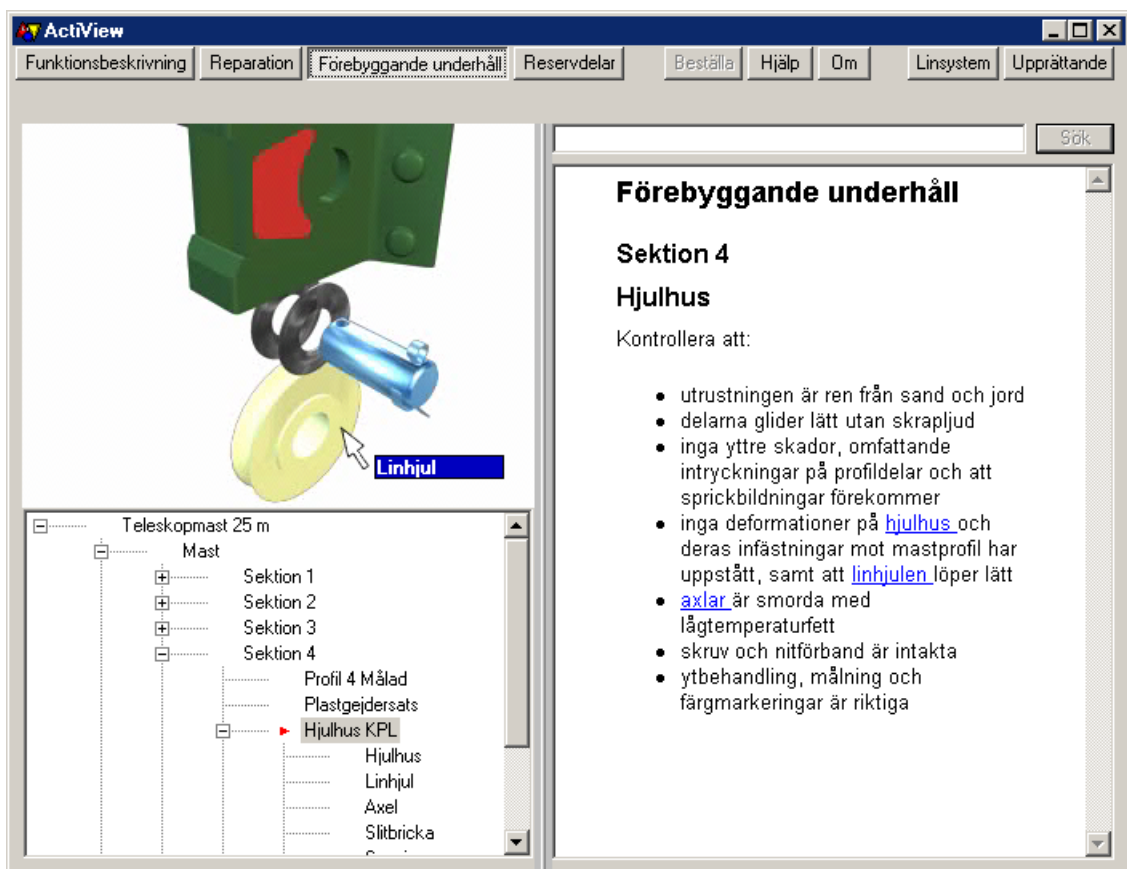 ActiView
Funktionsbeskrivning Reparation Förebyggande underhåll Reservdelar Beställa Hjälp Om Linsystem Upprättande
Sök
Linhjul
Teleskopmast 25 m
Mast
Sektion 1
Sektion 2
Sektion 3
Sektion 4
Profil 4 Målad
Plastgejdersats
Hjulhus KPL
Hjulhus
Linhjul
Axel
Slitbricka
Förebyggande underhåll
Sektion 4
Hjulhus
Kontrollera att:
• utrustningen är ren från sand och jord
• delarna glider lätt utan skrapljud
• inga yttre skador, omfattande
intryckningar på profildelar och att
sprickbildningar förekommer
• inga deformationer på hjulhus och
deras infästningar mot mastprofil har
uppstått, samt att linhjulen löper lätt
• axlar är smorda med
lågtemperaturfett
• skruv och nitförband är intakta
• ytbehandling, målning och
färgmarkeringar är riktiga